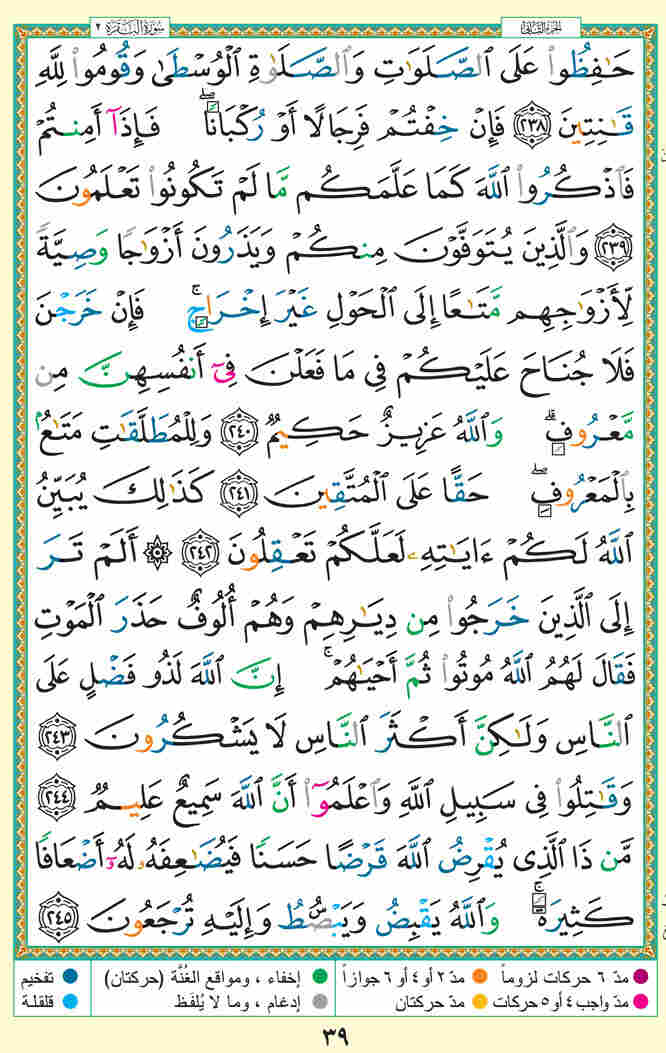 سُورَةُ البَقَرَة ٢
الجزء الثاني
حَـٰفِظُوا۟ عَلَى ٱلصَّلَوَٰتِ وَٱلصَّلَوٰةِ ٱلْوُسْطَىٰ وَقُومُوا۟ لِلَّهِ
قَـٰنِتِينَ ٢٣٨ فَإِنْ خِفْتُمْ فَرِجَالًا أَوْ رُكْبَانًا ۖ فَإِذَآ أَمِنتُمْ
فَٱذْكُرُوا۟ ٱللَّهَ كَمَا عَلَّمَكُم مَّا لَمْ تَكُونُوا۟ تَعْلَمُونَ
٢٣٩ وَٱلَّذِينَ يُتَوَفَّوْنَ مِنكُمْ وَيَذَرُونَ أَزْوَٰجًا وَصِيَّةً
لِّأَزْوَٰجِهِم مَّتَـٰعًا إِلَى ٱلْحَوْلِ غَيْرَ إِخْرَاجٍ ۚ فَإِنْ خَرَجْنَ
فَلَا جُنَاحَ عَلَيْكُمْ فِى مَا فَعَلْنَ فِىٓ أَنفُسِهِنَّ مِن
مَّعْرُوفٍ ۗ وَٱللَّهُ عَزِيزٌ حَكِيمٌ ٢٤٠ وَلِلْمُطَلَّقَـٰتِ مَتَـٰعٌۢ
بِٱلْمَعْرُوفِ ۖ حَقًّا عَلَى ٱلْمُتَّقِينَ ٢٤١ كَذَٰلِكَ يُبَيِّنُ
ٱللَّهُ لَكُمْ ءَايَـٰتِهِۦ لَعَلَّكُمْ تَعْقِلُونَ ٢٤٢ ۞ أَلَمْ تَرَ
إِلَى ٱلَّذِينَ خَرَجُوا۟ مِن دِيَـٰرِهِمْ وَهُمْ أُلُوفٌ حَذَرَ ٱلْمَوْتِ
فَقَالَ لَهُمُ ٱللَّهُ مُوتُوا۟ ثُمَّ أَحْيَـٰهُمْ ۚ إِنَّ ٱللَّهَ لَذُو فَضْلٍ عَلَى
ٱلنَّاسِ وَلَـٰكِنَّ أَكْثَرَ ٱلنَّاسِ لَا يَشْكُرُونَ ٢٤٣
وَقَـٰتِلُوا۟ فِى سَبِيلِ ٱللَّهِ وَٱعْلَمُوٓا۟ أَنَّ ٱللَّهَ سَمِيعٌ عَلِيمٌ ٢٤٤
مَّن ذَا ٱلَّذِى يُقْرِضُ ٱللَّهَ قَرْضًا حَسَنًا فَيُضَـٰعِفَهُۥ لَهُۥٓ أَضْعَافًا
كَثِيرَةً ۚ وَٱللَّهُ يَقْبِضُ وَيَبْصُۜطُ وَإِلَيْهِ تُرْجَعُونَ ٢٤٥
مدّ ٦ حركات لزوماً مدّ ٢ أو ٤ أو ٦ جوازاً إخفاء ، ومواقع الغُنَّة (حركتان) تفخيم
مدّ واجب ٤ أو ٥ حركات مدّ حركتان إدغام ، وما لا يُلفَظ قلقلة
٣٩